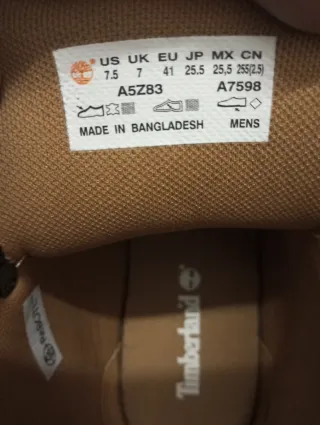 US UK EU JP MX CN
7.5 7 41 25.5 25,5 255(2.5)
A5Z83 A7598
MADE IN BANGLADESH MENS
Timberland